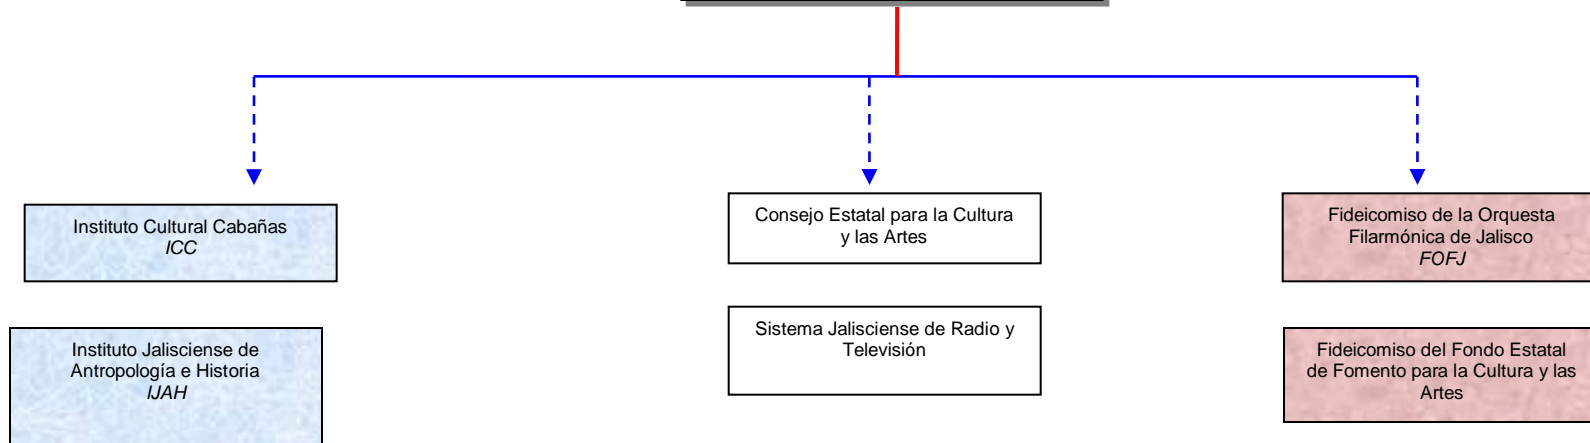 Instituto Cultural Cabañas
ICC
Instituto Jalisciense de
Antropología e Historia
IJAH
Consejo Estatal para la Cultura
y las Artes
Sistema Jalisciense de Radio y
Televisión
Fideicomiso de la Orquesta
Filarmónica de Jalisco
FOFJ
Fideicomiso del Fondo Estatal
de Fomento para la Cultura y las
Artes